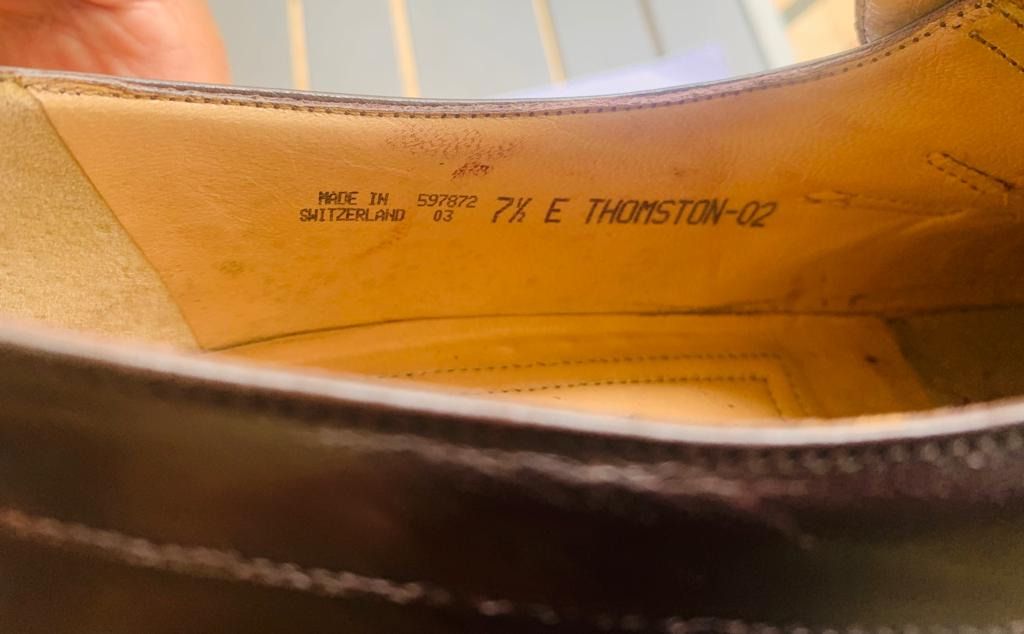 MADE IN
SWITZERLAND
597872
03
7½ E THOMSTON-02